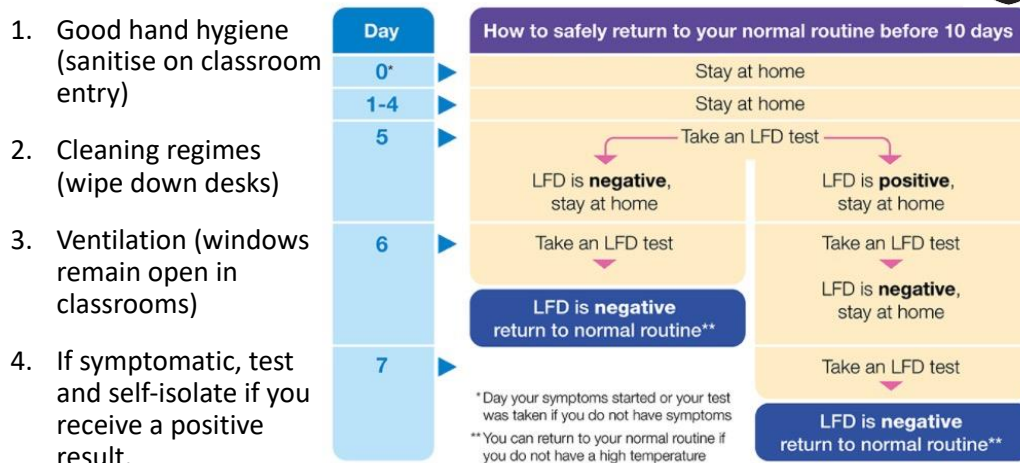 1. Good hand hygiene
(sanitise on classroom
entry)
2. Cleaning regimes
(wipe down desks)
3. Ventilation (windows
remain open in
classrooms)
4. If symptomatic, test
and self-isolate if you
receive a positive
result.
Day
How to safely return to your normal routine before 10 days
0*
Stay at home
1-4
Stay at home
5
Take an LFD test
LFD is negative,
stay at home
LFD is positive,
stay at home
6
Take an LFD test
LFD is negative
return to normal routine**
Take an LFD test
LFD is negative,
stay at home
7
Take an LFD test
LFD is negative
return to normal routine**
*Day your symptoms started or your test
was taken if you do not have symptoms
**You can return to your normal routine if
you do not have a high temperature